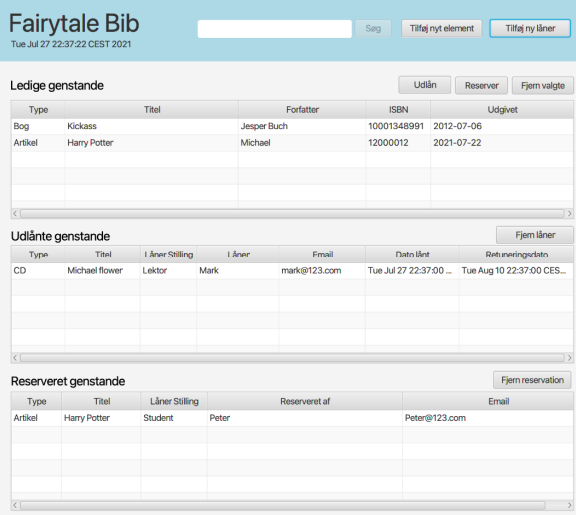 Fairytale Bib
Tue Jul 27 22:37:22 CEST 2021
Søg Tilføj nyt element Tilføj ny låner
Ledige genstande Udlån Reserver Fjern valgte
Type Titel Forfatter ISBN Udgivet
Bog Kickass Jesper Buch 10001348991 2012-07-06
Artikel Harry Potter Michael 12000012 2021-07-22
Udlånte genstande Fjern låner
Type Titel Låner Stilling Låner Email Dato lånt Retuneringsdato
CD Michael flower Lektor Mark mark@123.com Tue Jul 27 22:37:00 ... Tue Aug 10 22:37:00 CES...
Reserveret genstande Fjern reservation
Type Titel Låner Stilling Reserveret af Email
Artikel Harry Potter Student Peter Peter@123.com